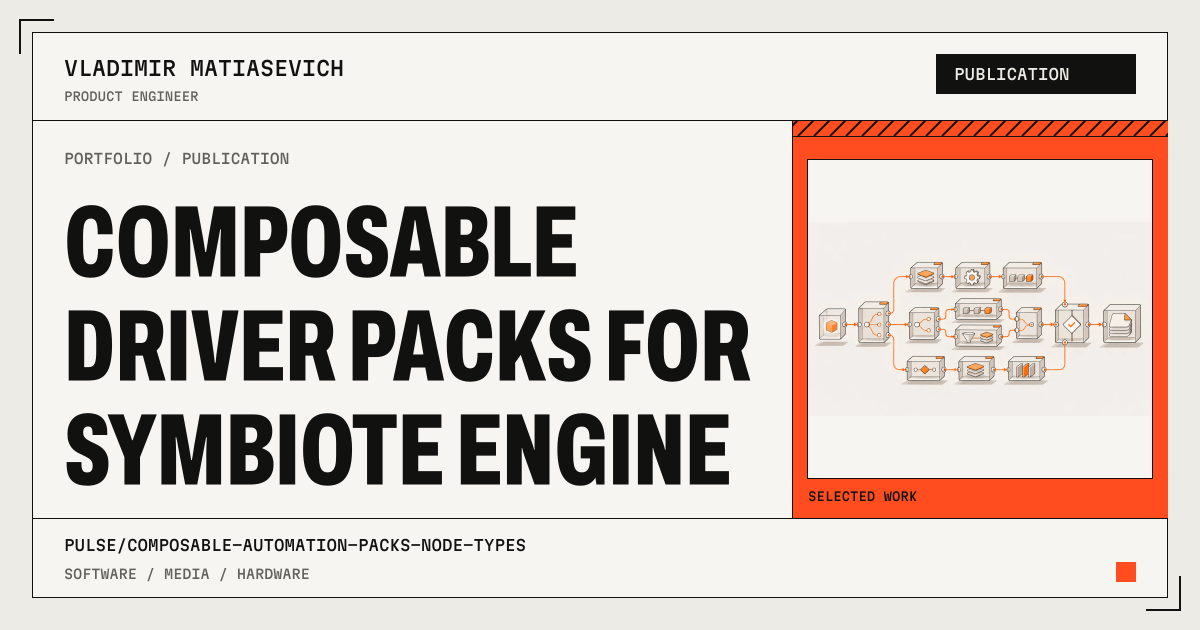 VLADIMIR MATIASEVICH
PRODUCT ENGINEER
PUBLICATION
PORTFOLIO / PUBLICATION
COMPOSABLE
DRIVER PACKS FOR
SYMBIOTE ENGINE
SELECTED WORK
PULSE/COMPOSABLE–AUTOMATION–PACKS–NODE–TYPES
SOFTWARE / MEDIA / HARDWARE